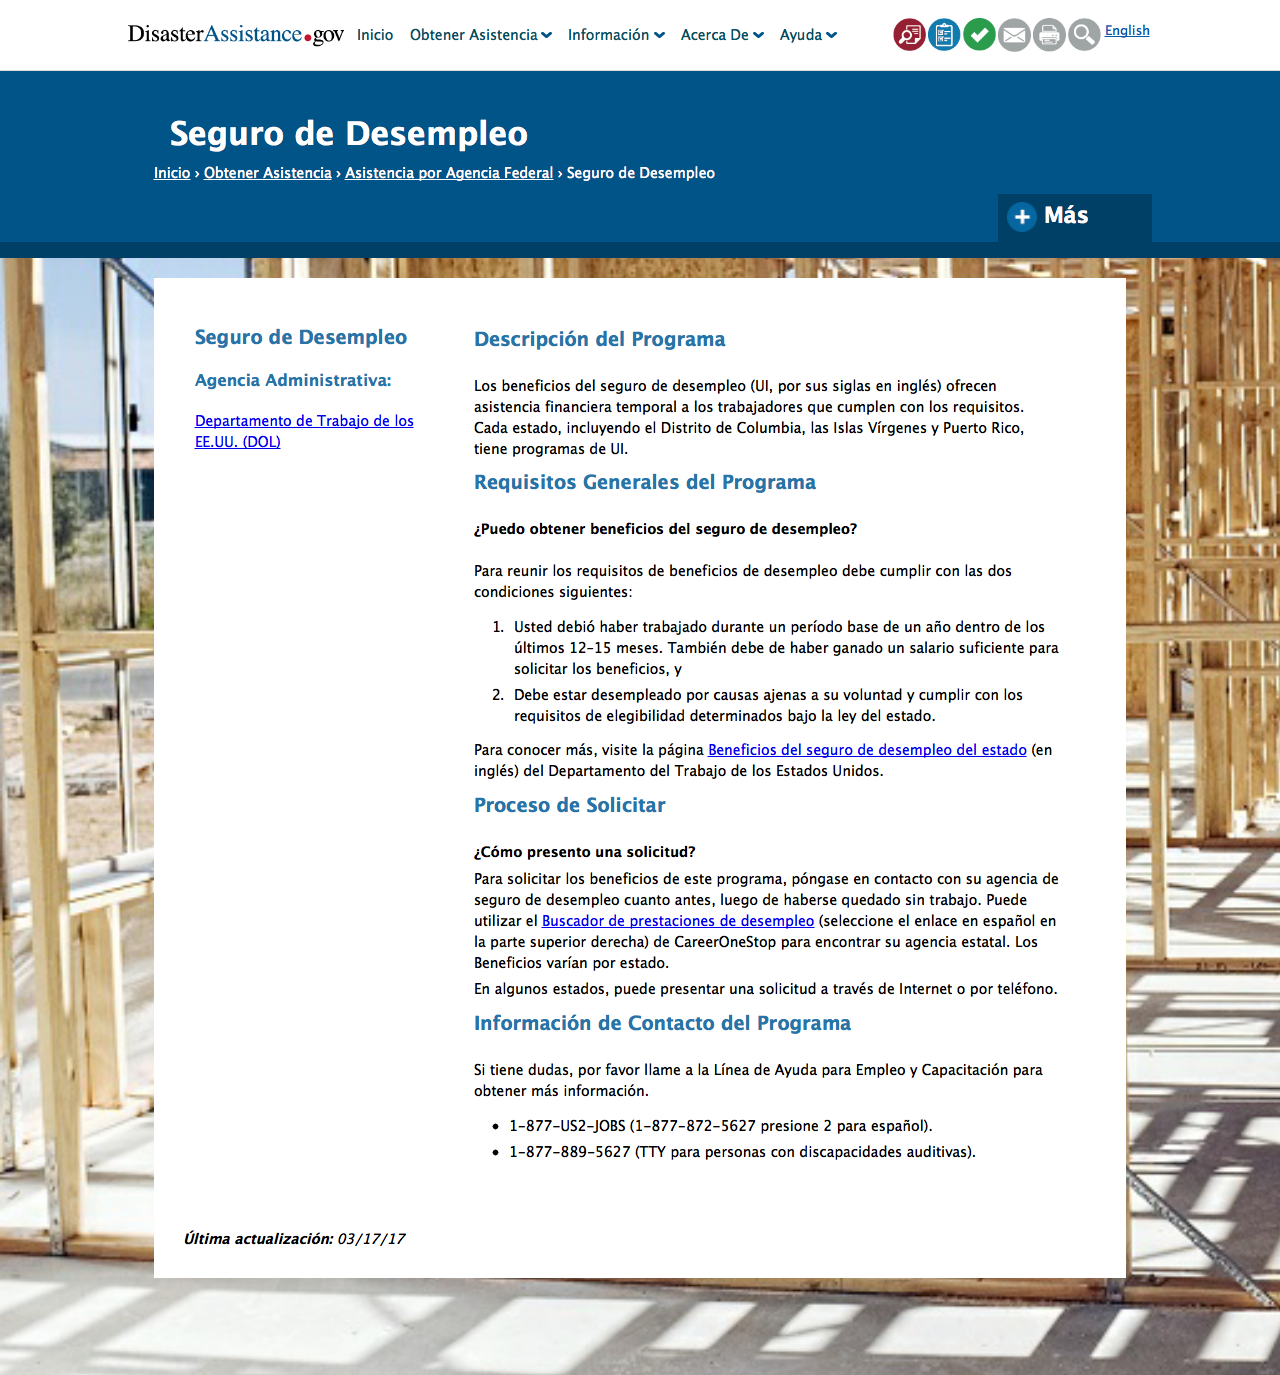 DisasterAssistance.gov Inicio Obtener Asistencia Información Acerca De Ayuda English
Seguro de Desempleo
Inicio › Obtener Asistencia › Asistencia por Agencia Federal › Seguro de Desempleo
Más
Seguro de Desempleo
Agencia Administrativa:
Departamento de Trabajo de los
EE.UU. (DOL)
Descripción del Programa
Los beneficios del seguro de desempleo (UI, por sus siglas en inglés) ofrecen
asistencia financiera temporal a los trabajadores que cumplen con los requisitos.
Cada estado, incluyendo el Distrito de Columbia, las Islas Vírgenes y Puerto Rico,
tiene programas de UI.
Requisitos Generales del Programa
¿Puedo obtener beneficios del seguro de desempleo?
Para reunir los requisitos de beneficios de desempleo debe cumplir con las dos
condiciones siguientes:
1. Usted debió haber trabajado durante un período base de un año dentro de los
últimos 12-15 meses. También debe de haber ganado un salario suficiente para
solicitar los beneficios, y
2. Debe estar desempleado por causas ajenas a su voluntad y cumplir con los
requisitos de elegibilidad determinados bajo la ley del estado.
Para conocer más, visite la página Beneficios del seguro de desempleo del estado (en
inglés) del Departamento del Trabajo de los Estados Unidos.
Proceso de Solicitar
¿Cómo presento una solicitud?
Para solicitar los beneficios de este programa, póngase en contacto con su agencia de
seguro de desempleo cuanto antes, luego de haberse quedado sin trabajo. Puede
utilizar el Buscador de prestaciones de desempleo (seleccione el enlace en español en
la parte superior derecha) de CareerOneStop para encontrar su agencia estatal. Los
Beneficios varían por estado.
En algunos estados, puede presentar una solicitud a través de Internet o por teléfono.
Información de Contacto del Programa
Si tiene dudas, por favor llame a la Línea de Ayuda para Empleo y Capacitación para
obtener más información.
• 1-877-US2-JOBS (1-877-872-5627 presione 2 para español).
• 1-877-889-5627 (TTY para personas con discapacidades auditivas).
Última actualización: 03/17/17